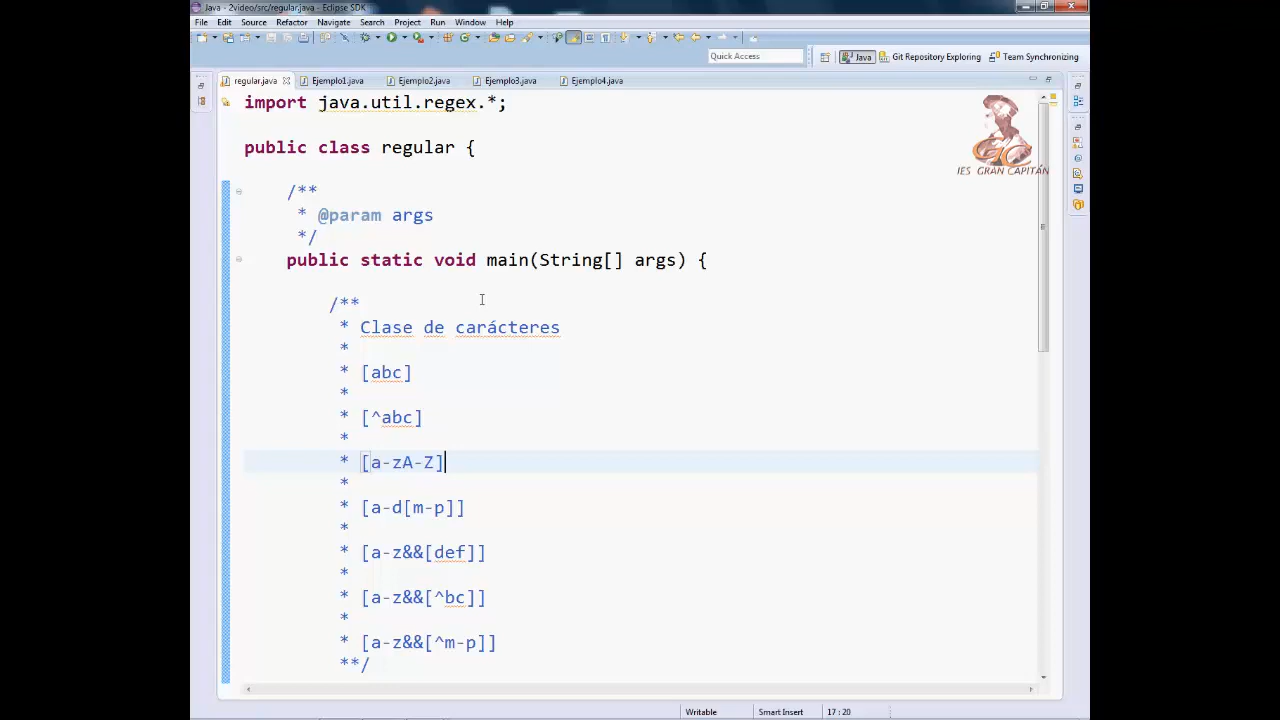 Java - 2video/src/regular.java - Eclipse SDK
File Edit Source Refactor Navigate Search Project Run Window Help
Quick Access Java Git Repository Exploring Team Synchronizing
regular.java Ejemplo1.java Ejemplo2.java Ejemplo3.java Ejemplo4.java
import java.util.regex.*;
IES GRAN CAPITÁN
public class regular {
/**
* @param args
*/
public static void main(String[] args) {
/**
* Clase de carácteres
*
* [abc]
*
* [^abc]
*
* [a-zA-Z]
*
* [a-d[m-p]]
*
* [a-z&&[def]]
*
* [a-z&&[^bc]]
*
* [a-z&&[^m-p]]
**/
Writable Smart Insert 17 : 20